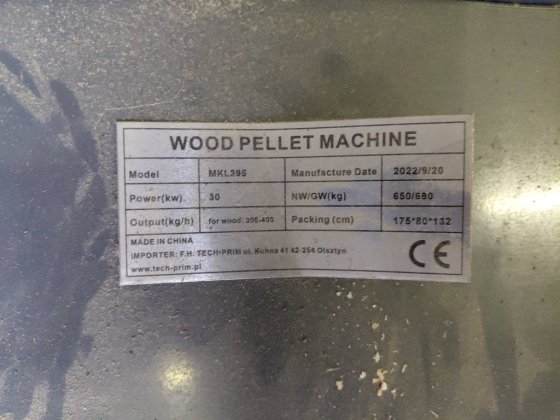 WOOD PELLET MACHINE
Model MKL395 Manufacture Date 2022/9/20
Power(kw) 30 NW/GW(kg) 650/680
Output(kg/h) for wood: 300-400 Packing (cm) 175*80*132
MADE IN CHINA
IMPORTER: F.H. TECH-PRIM ul. Kuhna 41 42-256 Olsztyn
www.tech-prim.pl
CE